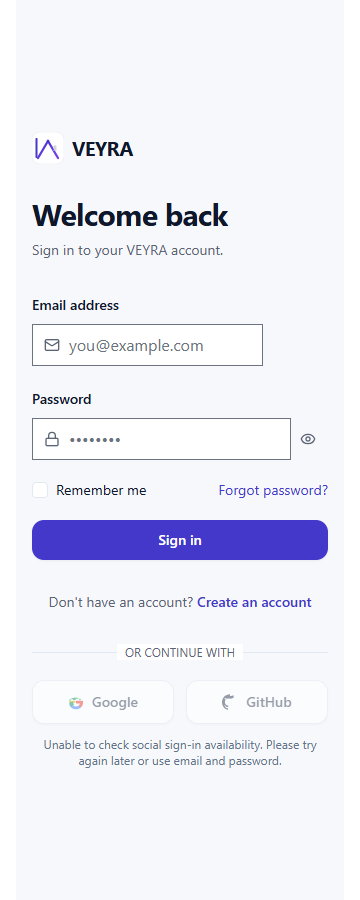 VEYRA
Welcome back
Sign in to your VEYRA account.
Email address
you@example.com
Password
••••••••
Remember me
Forgot password?
Sign in
Don't have an account? Create an account
OR CONTINUE WITH
Google
GitHub
Unable to check social sign-in availability. Please try
again later or use email and password.